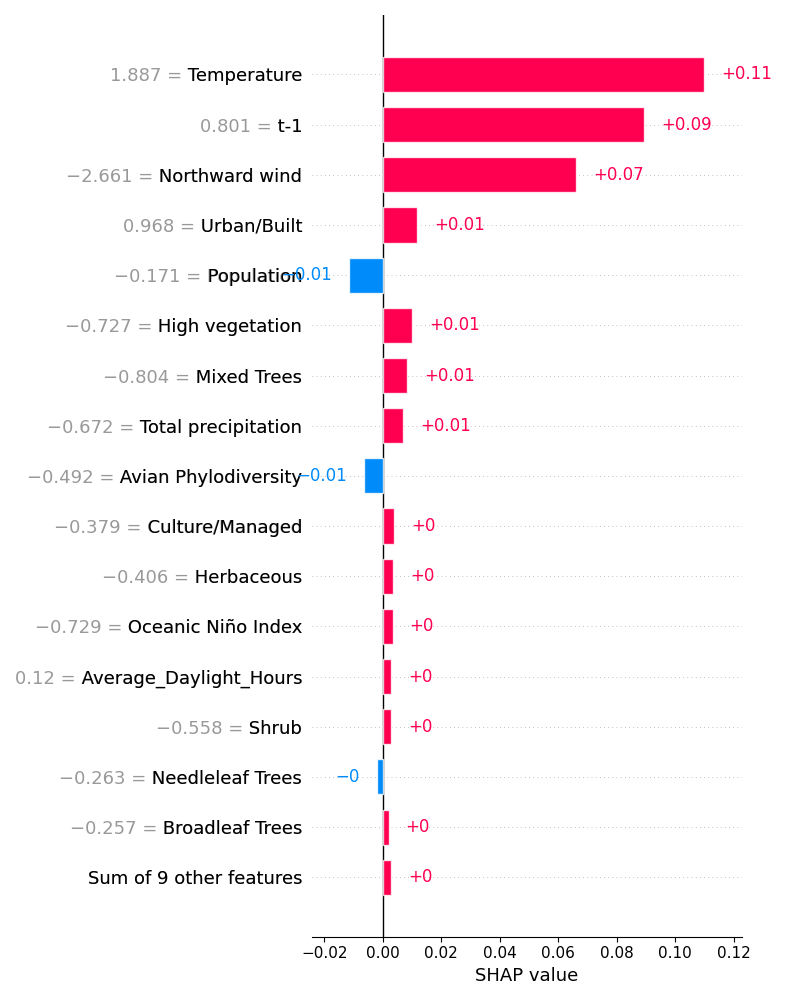 1.887 = Temperature +0.11
0.801 = t-1 +0.09
−2.661 = Northward wind +0.07
0.968 = Urban/Built +0.01
−0.171 = Population −0.01
−0.727 = High vegetation +0.01
−0.804 = Mixed Trees +0.01
−0.672 = Total precipitation +0.01
−0.492 = Avian Phylodiversity −0.01
−0.379 = Culture/Managed +0
−0.406 = Herbaceous +0
−0.729 = Oceanic Niño Index +0
0.12 = Average_Daylight_Hours +0
−0.558 = Shrub +0
−0.263 = Needleleaf Trees −0
−0.257 = Broadleaf Trees +0
Sum of 9 other features +0
−0.02 0.00 0.02 0.04 0.06 0.08 0.10 0.12
SHAP value